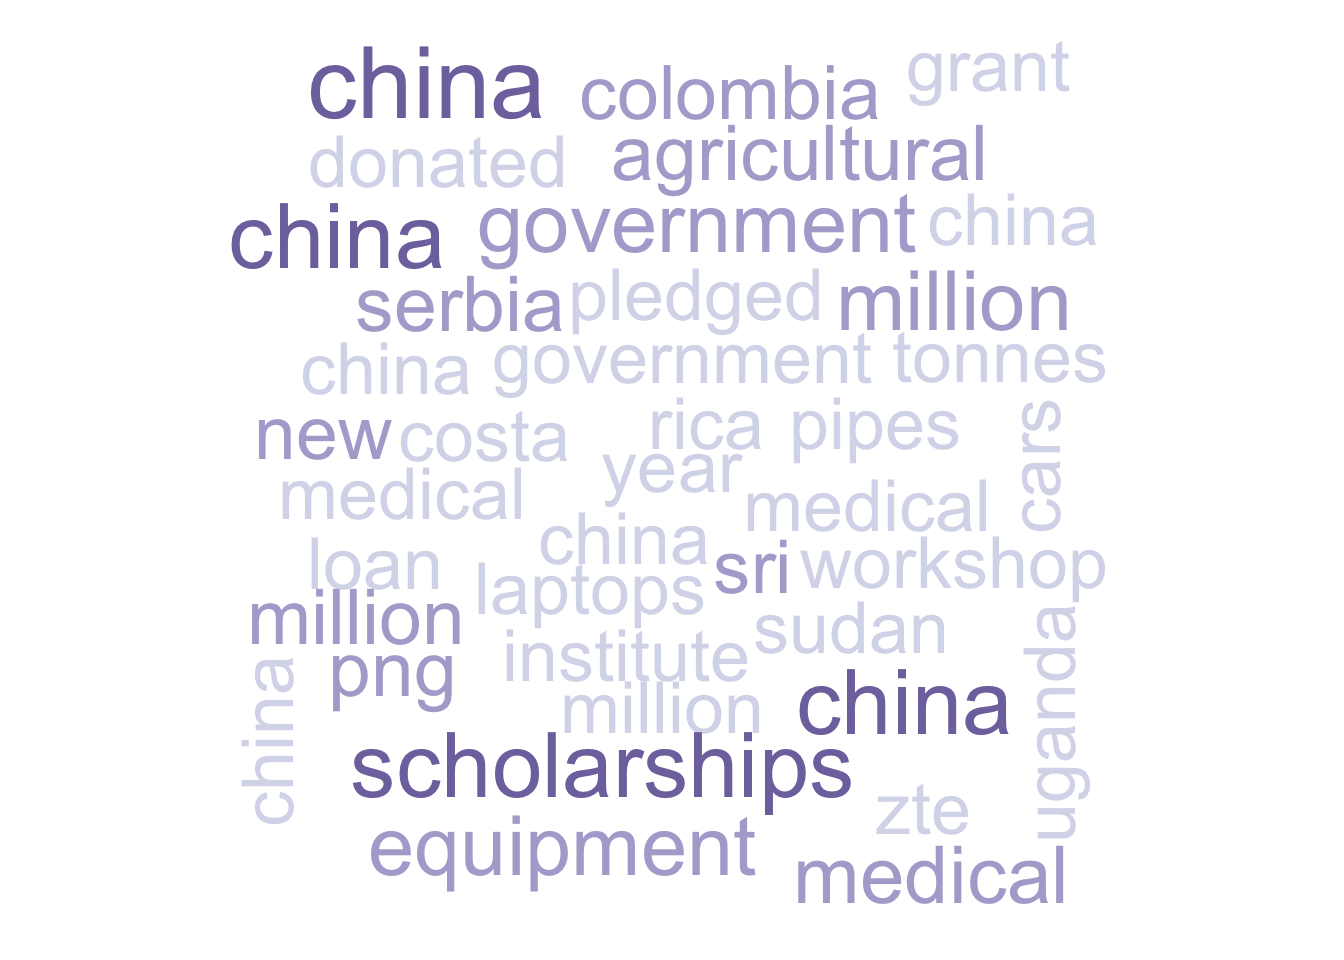 china colombia grant
donated agricultural
china government china
serbia pledged million
china government tonnes
new costa rica pipes cars
medical year medical
loan china sri workshop
million laptops sudan uganda
china png institute
million china
scholarships
equipment zte
medical